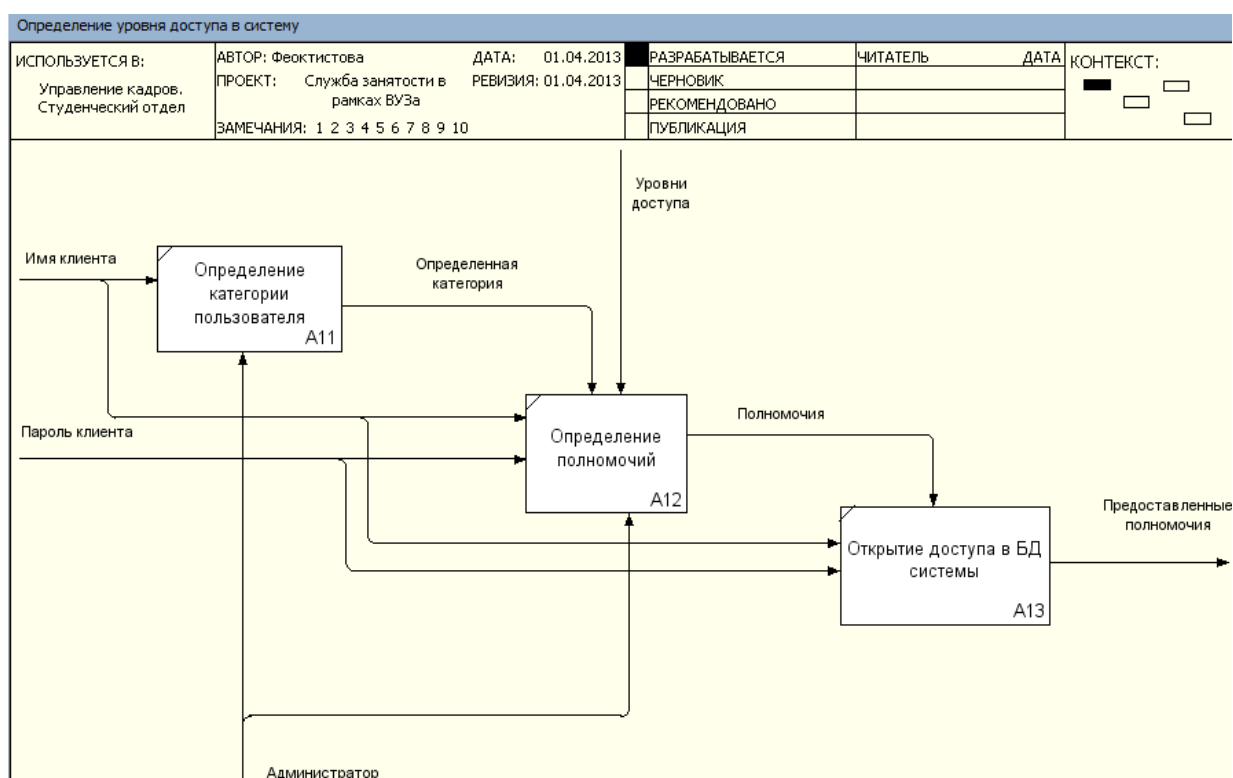 Определение уровня доступа в систему
ИСПОЛЬЗУЕТСЯ В:
Управление кадров.
Студенческий отдел
АВТОР: Феоктистова
ДАТА: 01.04.2013
ПРОЕКТ: Служба занятости в
рамках ВУЗа
РЕВИЗИЯ: 01.04.2013
ЗАМЕЧАНИЯ: 1 2 3 4 5 6 7 8 9 10
РАЗРАБАТЫВАЕТСЯ
ЧЕРНОВИК
РЕКОМЕНДОВАНО
ПУБЛИКАЦИЯ
ЧИТАТЕЛЬ ДАТА
КОНТЕКСТ:
Уровни
доступа
Имя клиента
Определение
категории
пользователя
A11
Определенная
категория
Пароль клиента
Определение
полномочий
A12
Полномочия
Открытие доступа в БД
системы
A13
Предоставленные
полномочия
Администратор